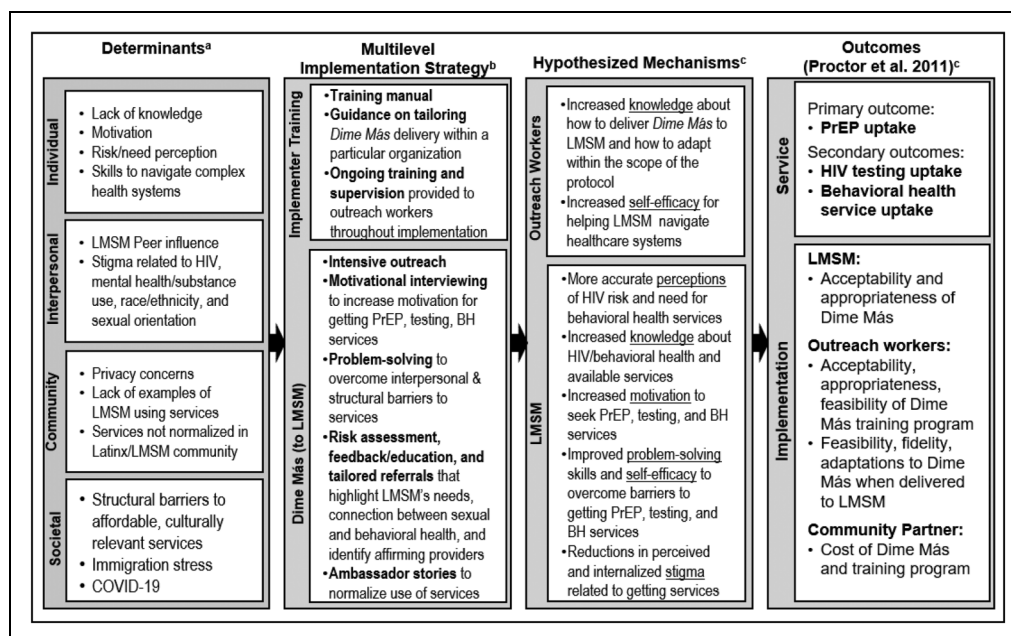 Determinantsa
Individual
• Lack of knowledge
• Motivation
• Risk/need perception
• Skills to navigate complex
health systems
Interpersonal
• LMSM Peer influence
• Stigma related to HIV,
mental health/substance
use, race/ethnicity, and
sexual orientation
Community
• Privacy concerns
• Lack of examples of
LMSM using services
• Services not normalized in
Latinx/LMSM community
Societal
• Structural barriers to
affordable, culturally
relevant services
• Immigration stress
• COVID-19
Multilevel
Implementation Strategyb
Implementer Training
•Training manual
•Guidance on tailoring
Dime Más delivery within a
particular organization
•Ongoing training and
supervision provided to
outreach workers
throughout implementation
Dime Más (to LMSM)
•Intensive outreach
•Motivational interviewing
to increase motivation for
getting PrEP, testing, BH
services
•Problem-solving to
overcome interpersonal &
structural barriers to
services
•Risk assessment,
feedback/education, and
tailored referrals that
highlight LMSM's needs,
connection between sexual
and behavioral health, and
identify affirming providers
•Ambassador stories to
normalize use of services
Hypothesized Mechanismsc
Outreach Workers
•Increased knowledge about
how to deliver Dime Más to
LMSM and how to adapt
within the scope of the
protocol
•Increased self-efficacy for
helping LMSM navigate
healthcare systems
LMSM
•More accurate perceptions
of HIV risk and need for
behavioral health services
•Increased knowledge about
HIV/behavioral health and
available services
•Increased motivation to
seek PrEP, testing, and BH
services
•Improved problem-solving
skills and self-efficacy to
overcome barriers to
getting PrEP, testing, and
BH services
•Reductions in perceived
and internalized stigma
related to getting services
Outcomes
(Proctor et al. 2011)c
Service
Primary outcome:
• PrEP uptake
Secondary outcomes:
• HIV testing uptake
• Behavioral health
service uptake
Implementation
LMSM:
• Acceptability and
appropriateness of
Dime Más
Outreach workers:
• Acceptability,
appropriateness,
feasibility of Dime
Más training program
• Feasibility, fidelity,
adaptations to Dime
Más when delivered
to LMSM
Community Partner:
• Cost of Dime Más
and training program